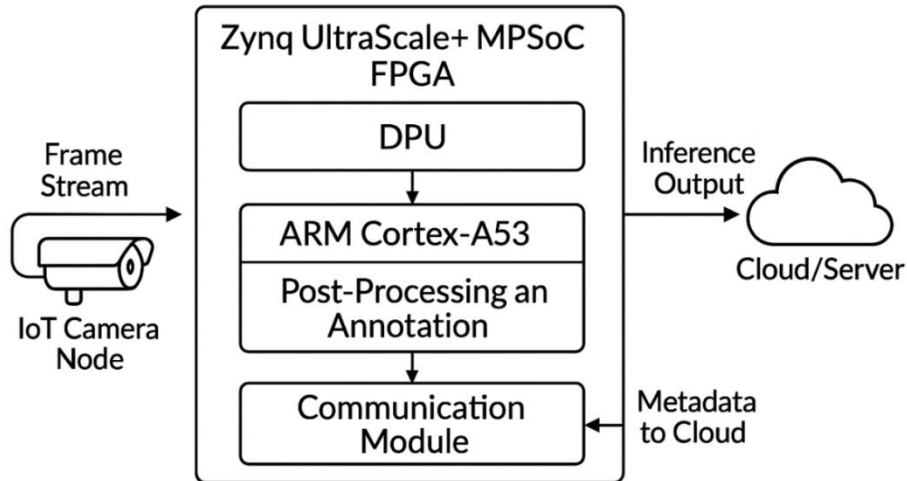 Zynq UltraScale+ MPSoC
FPGA
DPU
Frame
Stream
Inference
Output
ARM Cortex-A53
Post-Processing an
Annotation
Cloud/Server
IoT Camera
Node
Communication
Module
Metadata
to Cloud